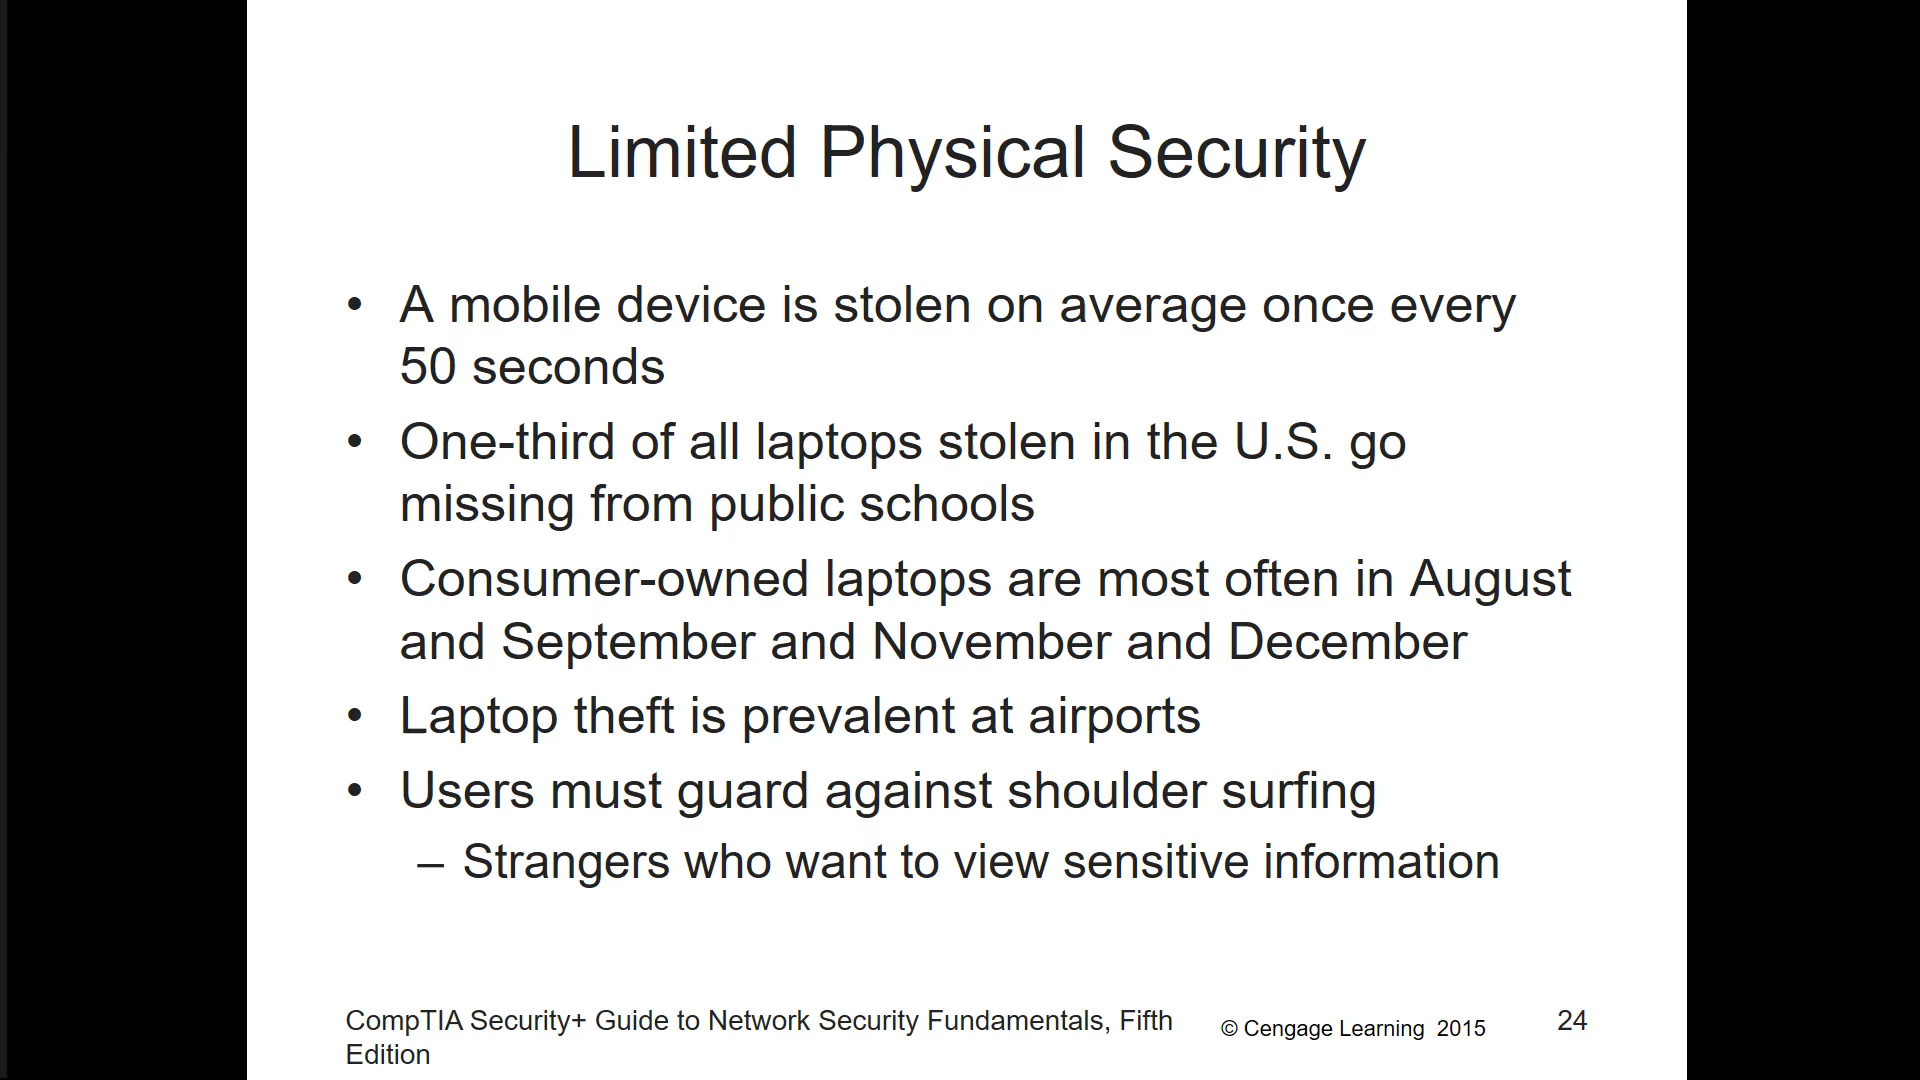 Limited Physical Security
• A mobile device is stolen on average once every
50 seconds
• One-third of all laptops stolen in the U.S. go
missing from public schools
• Consumer-owned laptops are most often in August
and September and November and December
• Laptop theft is prevalent at airports
• Users must guard against shoulder surfing
– Strangers who want to view sensitive information
CompTIA Security+ Guide to Network Security Fundamentals, Fifth
Edition
© Cengage Learning 2015
24